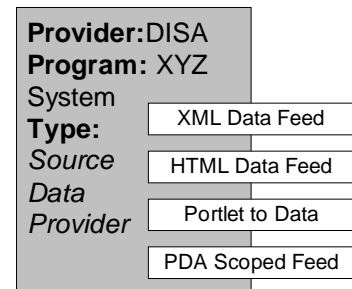 Provider:DISA
Program: XYZ
System
Type:
Source
Data
Provider
XML Data Feed
HTML Data Feed
Portlet to Data
PDA Scoped Feed